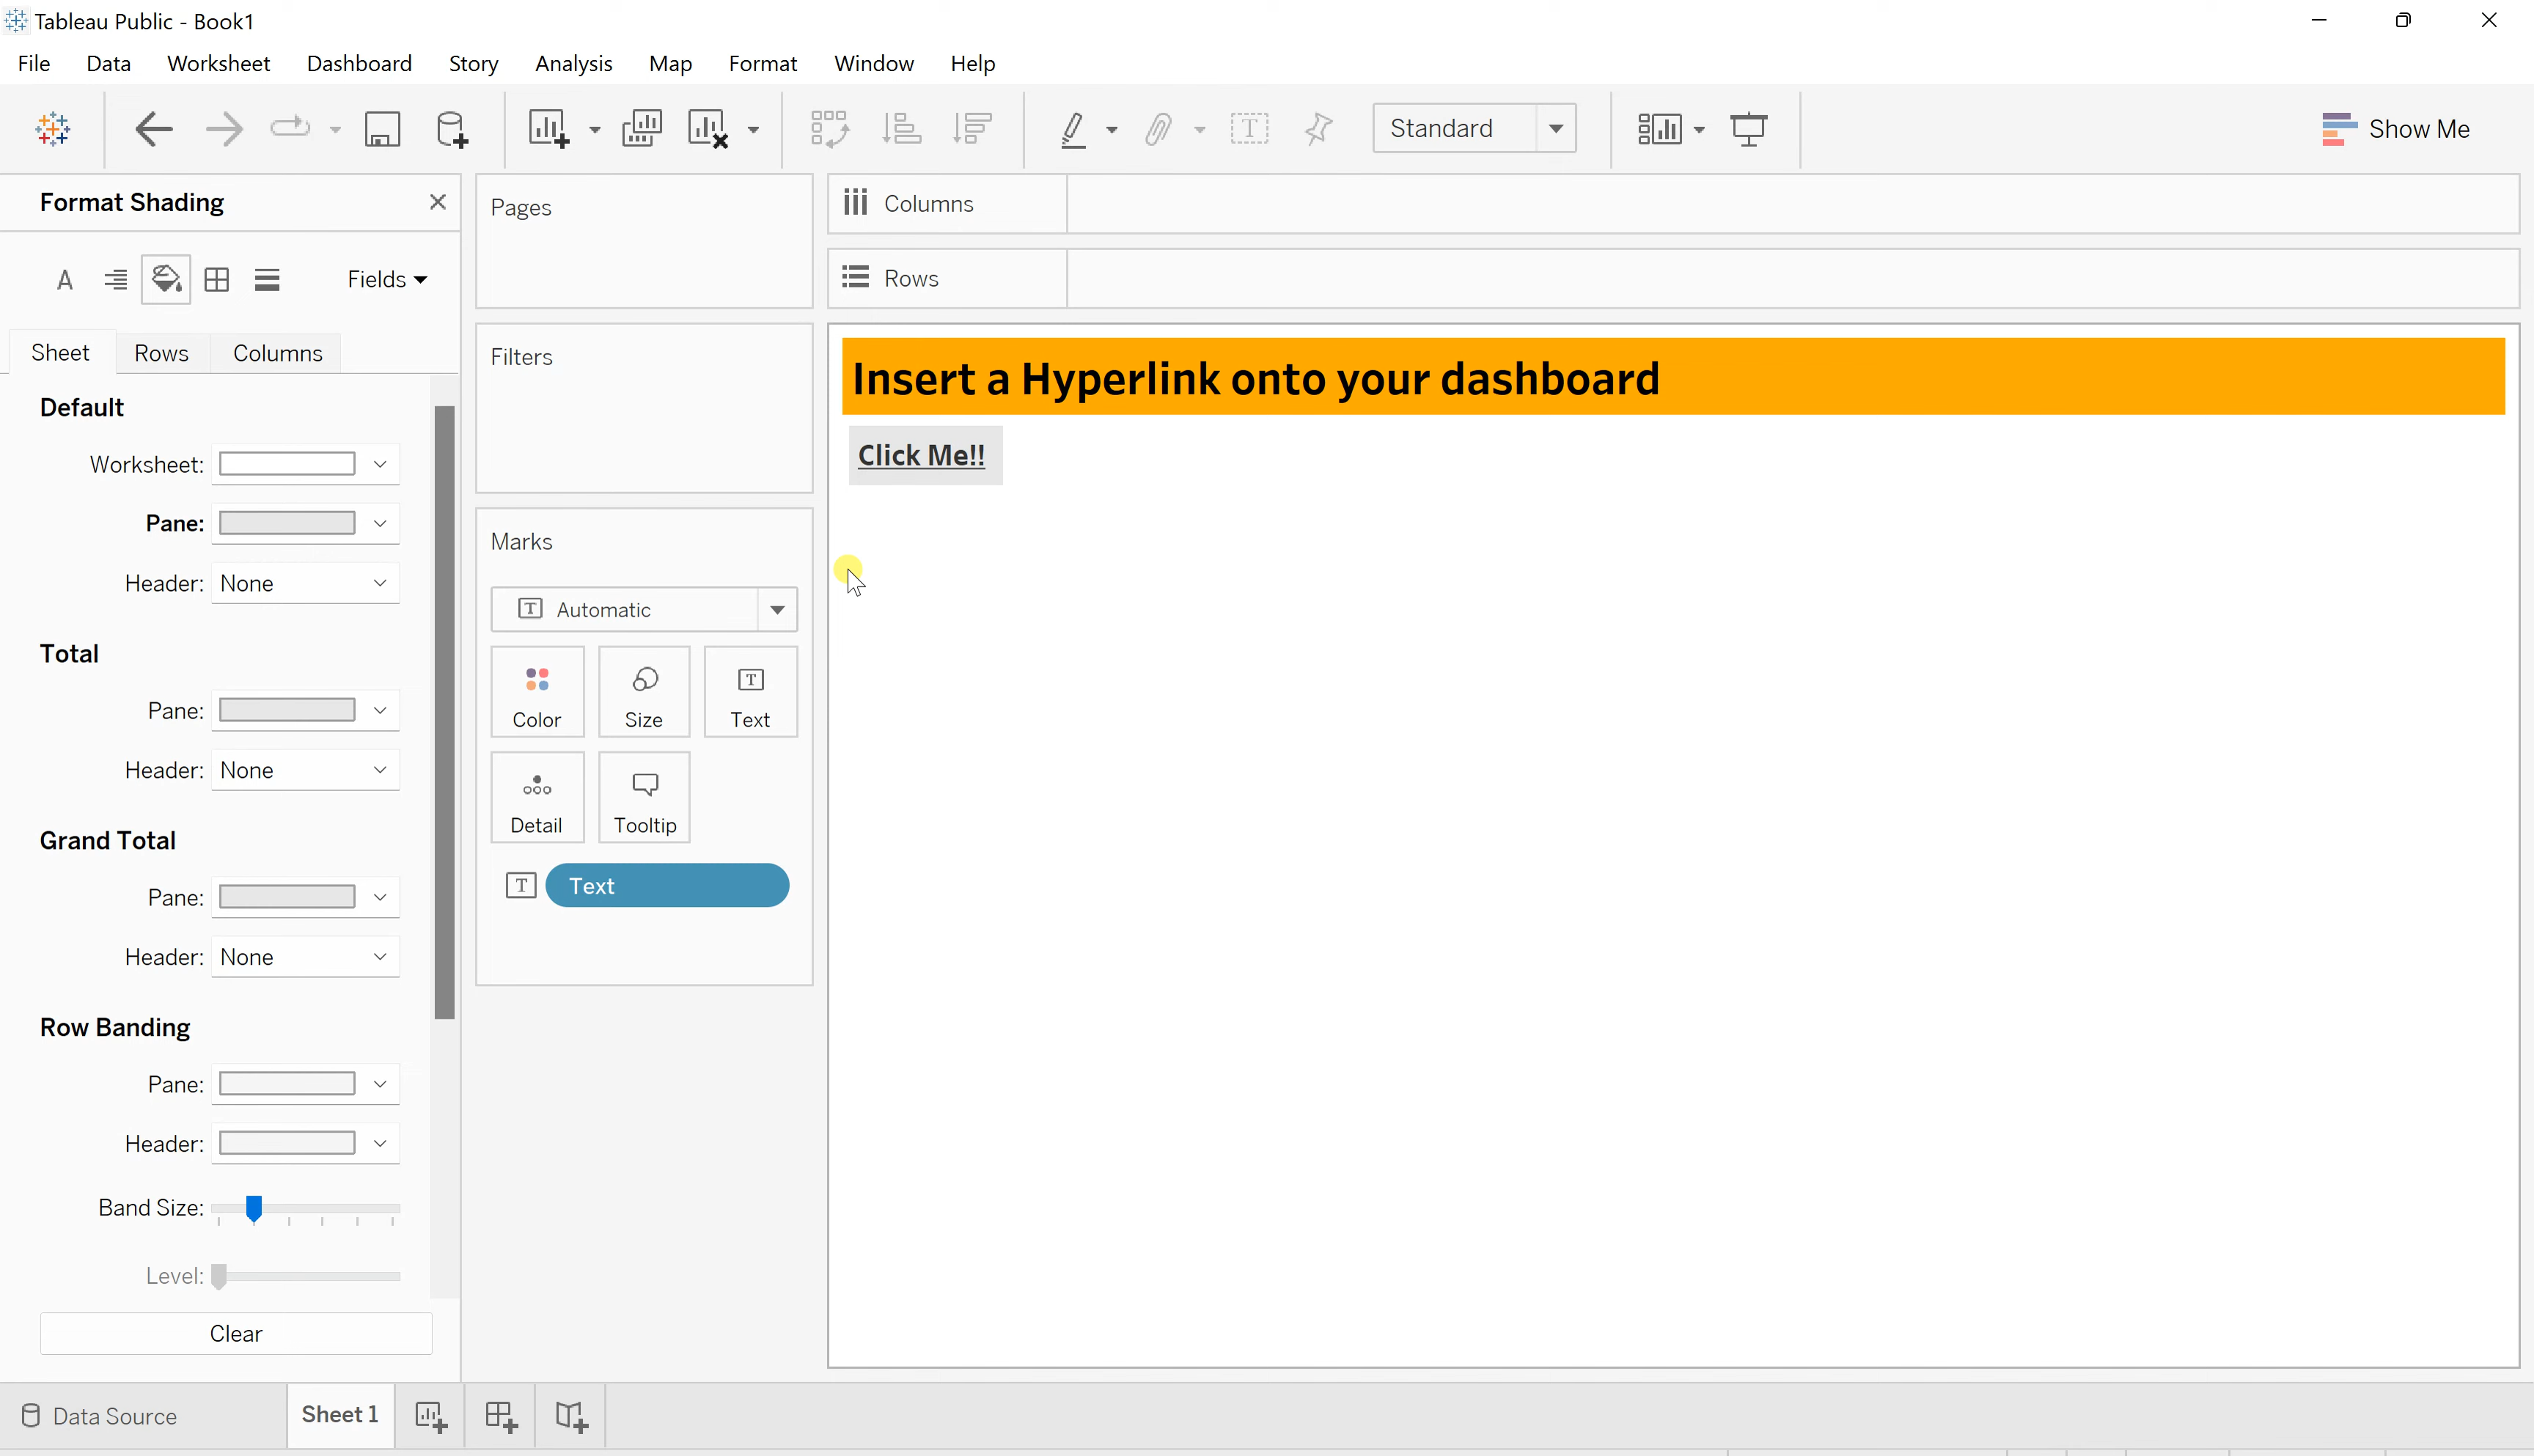 Tableau Public - Book1
File Data Worksheet Dashboard Story Analysis Map Format Window Help
Standard
Show Me
Format Shading
Fields
Sheet Rows Columns
Default
Worksheet:
Pane:
Header: None
Total
Pane:
Header: None
Grand Total
Pane:
Header: None
Row Banding
Pane:
Header:
Band Size:
Level:
Clear
Pages
Filters
Marks
T Automatic
Color Size T Text
Detail Tooltip
T Text
Columns
Rows
Insert a Hyperlink onto your dashboard
Click Me!!
Data Source Sheet 1